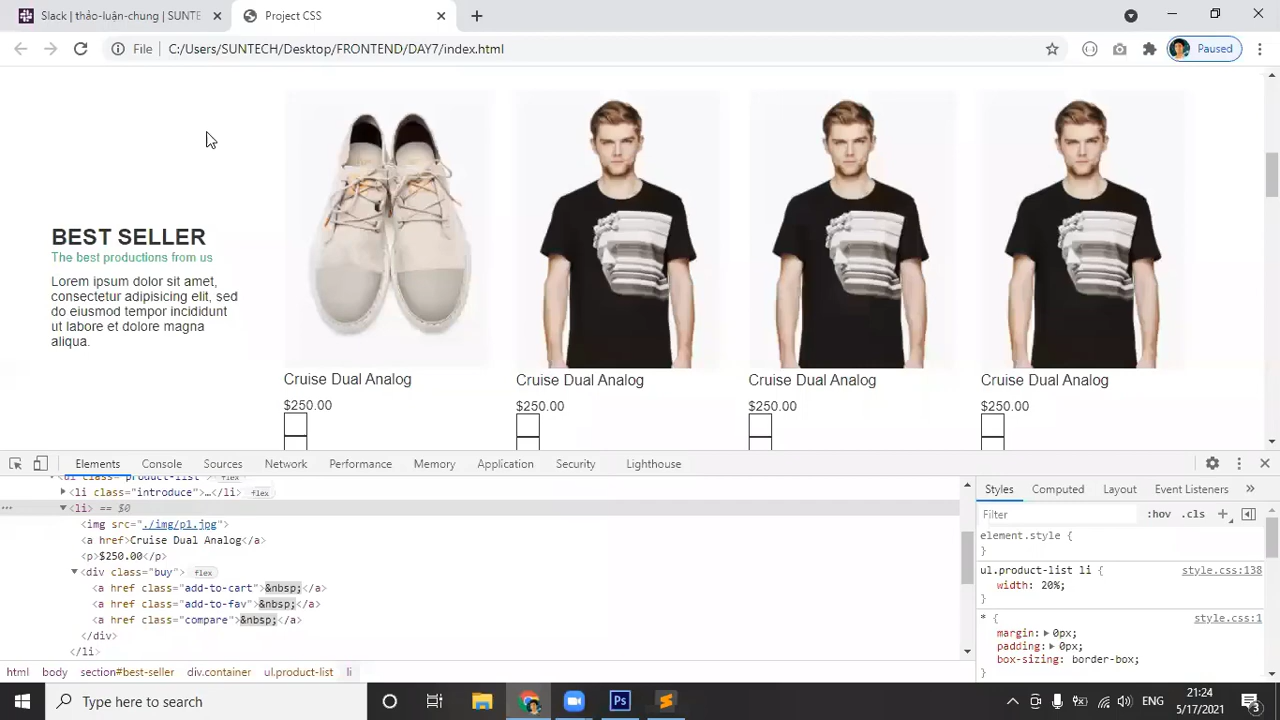 Slack | thảo-luận-chung | SUNTE
Project CSS
File
C:/Users/SUNTECH/Desktop/FRONTEND/DAY7/index.html
Paused
BEST SELLER
The best productions from us
Lorem ipsum dolor sit amet,
consectetur adipisicing elit, sed
do eiusmod tempor incididunt
ut labore et dolore magna
aliqua.
Cruise Dual Analog
$250.00
Cruise Dual Analog
$250.00
Cruise Dual Analog
$250.00
Cruise Dual Analog
$250.00
Elements Console Sources Network Performance Memory Application Security Lighthouse
<ul class="product-list"> flex
<li class="introduce">…</li> flex
<li> == $0
<img src="./img/p1.jpg">
<a href>Cruise Dual Analog</a>
<p>$250.00</p>
<div class="buy"> flex
<a href class="add-to-cart">&nbsp;</a>
<a href class="add-to-fav">&nbsp;</a>
<a href class="compare">&nbsp;</a>
</div>
</li>
html body section#best-seller div.container ul.product-list li
Styles Computed Layout Event Listeners »
Filter :hov .cls
element.style {
}
ul.product-list li { style.css:138
width: 20%;
}
* { style.css:1
margin: 0px;
padding: 0px;
box-sizing: border-box;
}
Type here to search
Ps
ENG
21:24
5/17/2021
3